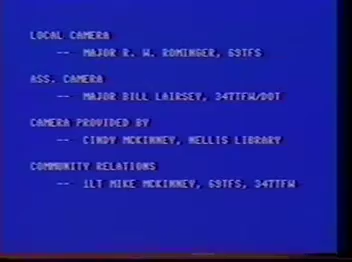 LOCAL CAMERA
-- MAJOR R. W. ROMINGER, 69TFS
ASS. CAMERA
-- MAJOR BILL LAIRSEY, 347TFW/DOT
CAMERA PROVIDED BY
-- CINDY MCKINNEY, NELLIS LIBRARY
COMMUNITY RELATIONS
-- 1LT MIKE MCKINNEY, 69TFS, 347TFW